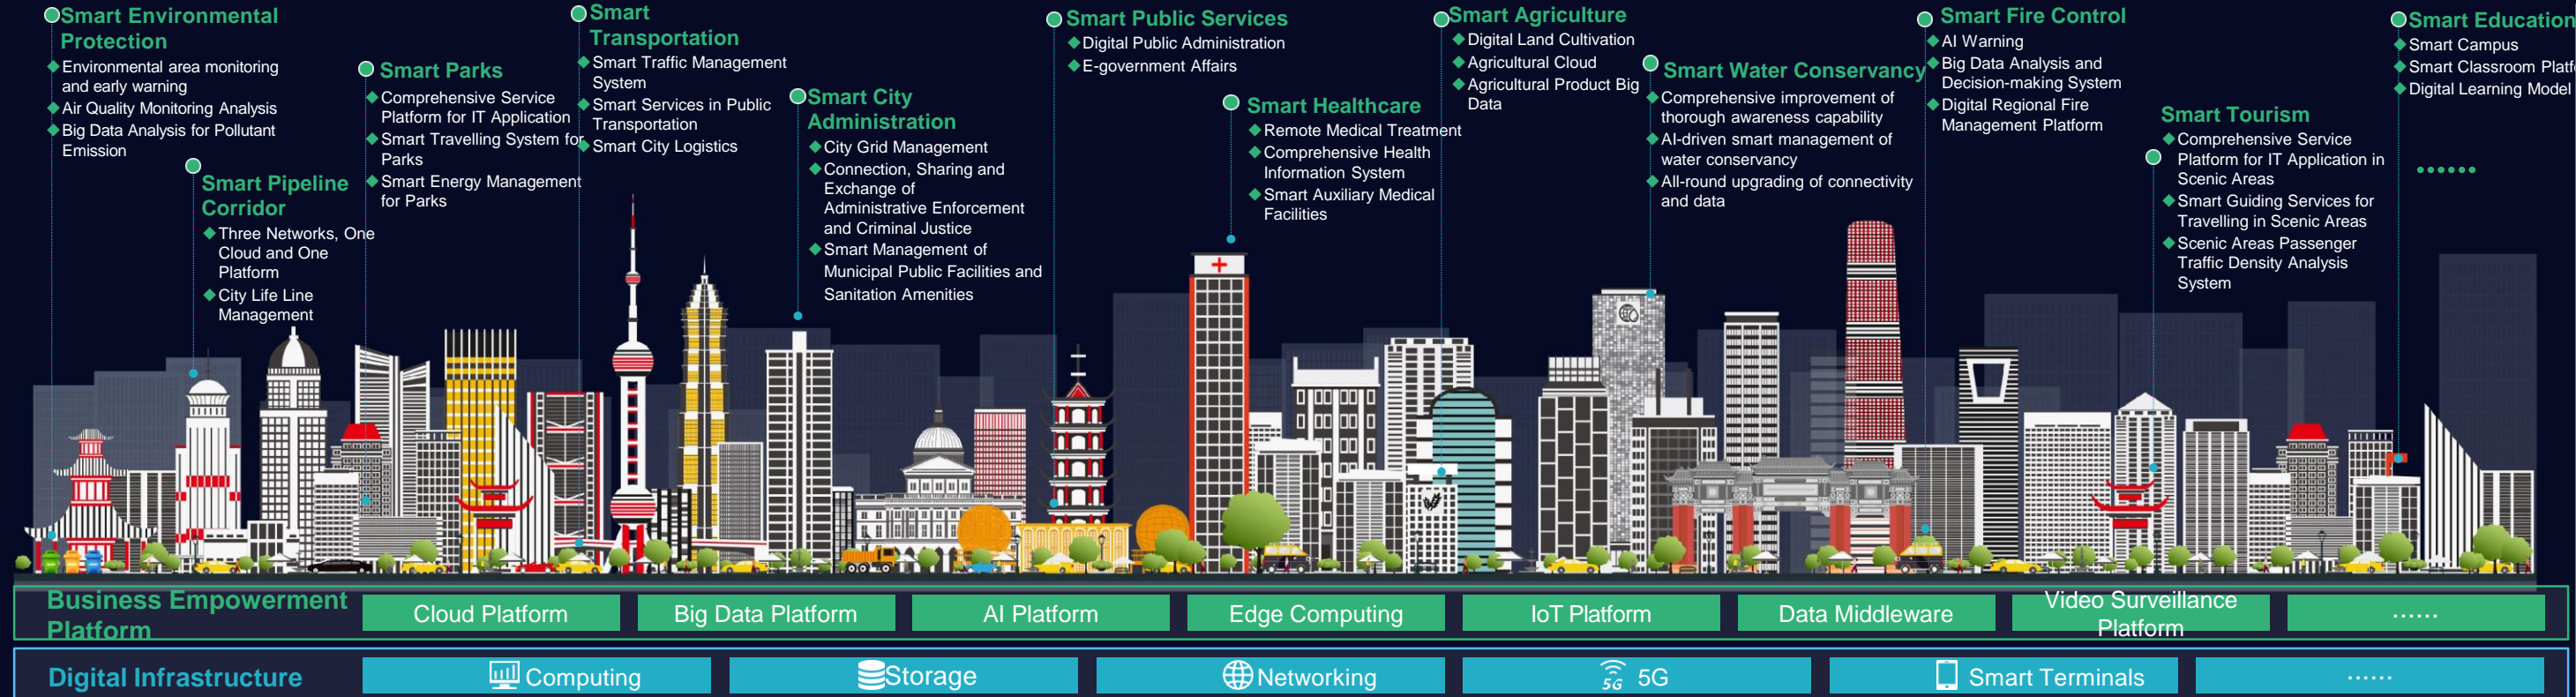 Smart Environmental
Protection
◆Environmental area monitoring
and early warning
◆Air Quality Monitoring Analysis
◆Big Data Analysis for Pollutant
Emission
Smart Pipeline
Corridor
◆Three Networks, One
Cloud and One
Platform
◆City Life Line
Management
Smart Parks
◆Comprehensive Service
Platform for IT Application
◆Smart Travelling System for
Parks
◆Smart Energy Management
for Parks
Smart
Transportation
◆Smart Traffic Management
System
◆Smart Services in Public
Transportation
◆Smart City Logistics
Smart City
Administration
◆City Grid Management
◆Connection, Sharing and
Exchange of
Administrative Enforcement
and Criminal Justice
◆Smart Management of
Municipal Public Facilities and
Sanitation Amenities
Smart Public Services
◆Digital Public Administration
◆E-government Affairs
Smart Healthcare
◆Remote Medical Treatment
◆Comprehensive Health
Information System
◆Smart Auxiliary Medical
Facilities
Smart Agriculture
◆Digital Land Cultivation
◆Agricultural Cloud
◆Agricultural Product Big
Data
Smart Water Conservancy
◆Comprehensive improvement of
thorough awareness capability
◆AI-driven smart management of
water conservancy
◆All-round upgrading of connectivity
and data
Smart Fire Control
◆AI Warning
◆Big Data Analysis and
Decision-making System
◆Digital Regional Fire
Management Platform
Smart Tourism
◆Comprehensive Service
Platform for IT Application in
Scenic Areas
◆Smart Guiding Services for
Travelling in Scenic Areas
◆Scenic Areas Passenger
Traffic Density Analysis
System
Smart Education
◆Smart Campus
◆Smart Classroom Platf
◆Digital Learning Model
······
Business Empowerment
Platform
Cloud Platform
Big Data Platform
AI Platform
Edge Computing
IoT Platform
Data Middleware
Video Surveillance
Platform
······
Digital Infrastructure
Computing
Storage
Networking
5G 5G
Smart Terminals
······